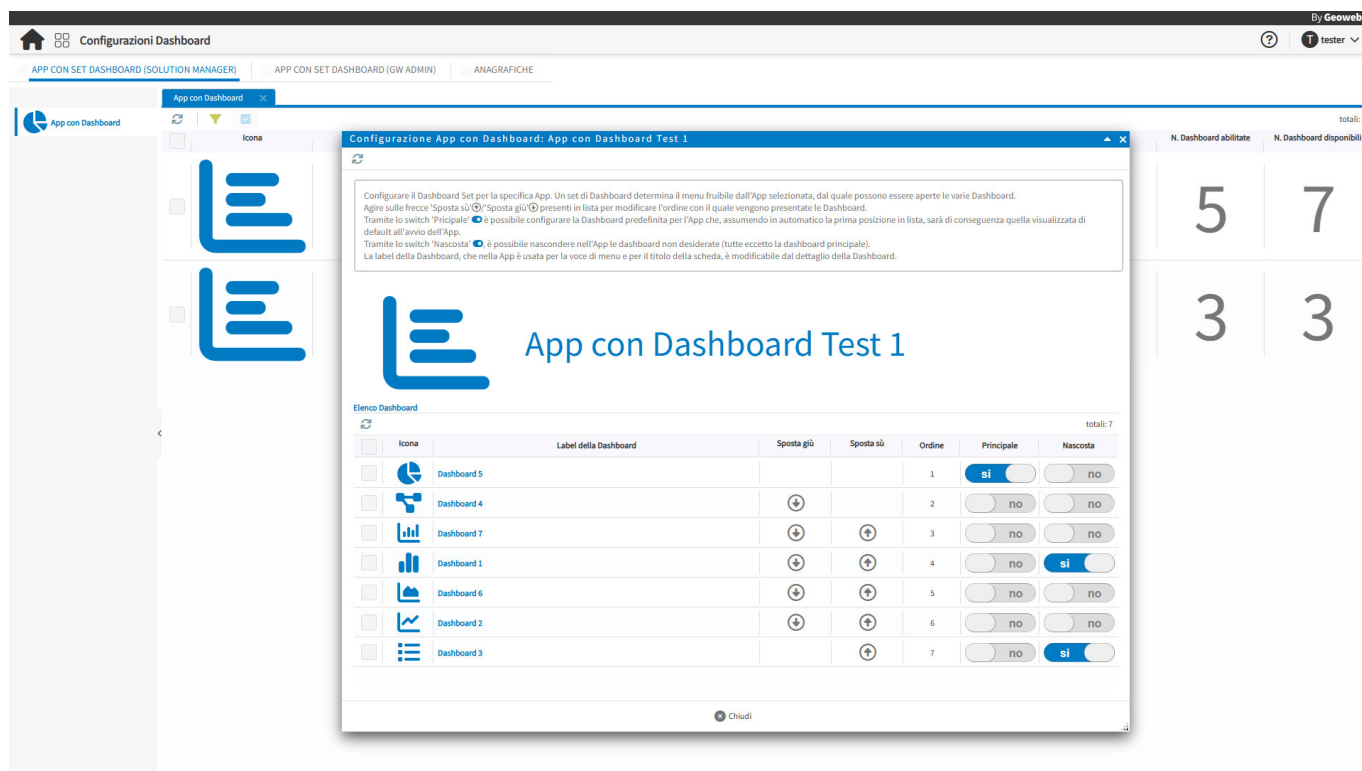 By Geoweb
Configurazioni Dashboard
? T tester
APP CON SET DASHBOARD (SOLUTION MANAGER) APP CON SET DASHBOARD (GW ADMIN) ANAGRAFICHE
App con Dashboard
App con Dashboard
totali:
Icona N. Dashboard abilitate N. Dashboard disponibili
5 7
3 3
Configurazione App con Dashboard: App con Dashboard Test 1
Configurare il Dashboard Set per la specifica App. Un set di Dashboard determina il menu fruibile dall'App selezionata, dal quale possono essere aperte le varie Dashboard.
Agire sulle frecce 'Sposta sù'/'Sposta giù' presenti in lista per modificare l'ordine con il quale vengono presentate le Dashboard.
Tramite lo switch 'Pricipale' è possibile configurare la Dashboard predefinita per l'App che, assumendo in automatico la prima posizione in lista, sarà di conseguenza quella visualizzata di
default all'avvio dell'App.
Tramite lo switch 'Nascosta', è possibile nascondere nell'App le dashboard non desiderate (tutte eccetto la dashboard
principale).
La label della Dashboard, che nella App è usata per la voce di menu e per il titolo della scheda, è modificabile dal dettaglio della Dashboard.
App con Dashboard Test 1
Elenco Dashboard
totali: 7
Icona Label della Dashboard Sposta giù Sposta sù Ordine Principale Nascosta
Dashboard 5 1 si no
Dashboard 4 2 no no
Dashboard 7 3 no no
Dashboard 1 4 no si
Dashboard 6 5 no no
Dashboard 2 6 no no
Dashboard 3 7 no si
Chiudi